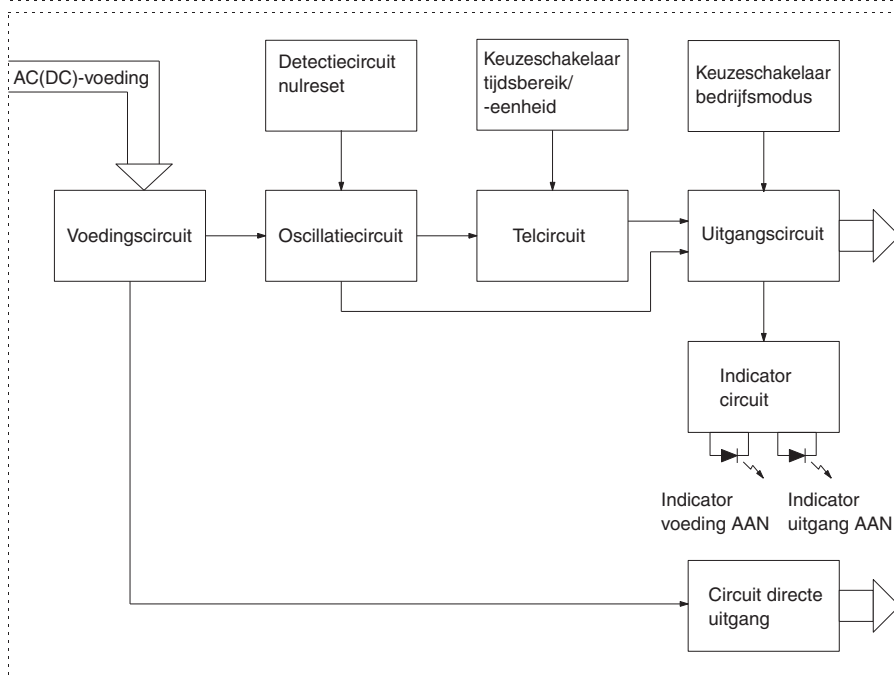 AC(DC)-voeding
Detectiecircuit
nulreset
Keuzeschakelaar
tijdsbereik/
-eenheid
Keuzeschakelaar
bedrijfsmodus
Voedingscircuit
Oscillatiecircuit
Telcircuit
Uitgangscircuit
Indicator
circuit
Indicator
voeding AAN
Indicator
uitgang AAN
Circuit directe
uitgang